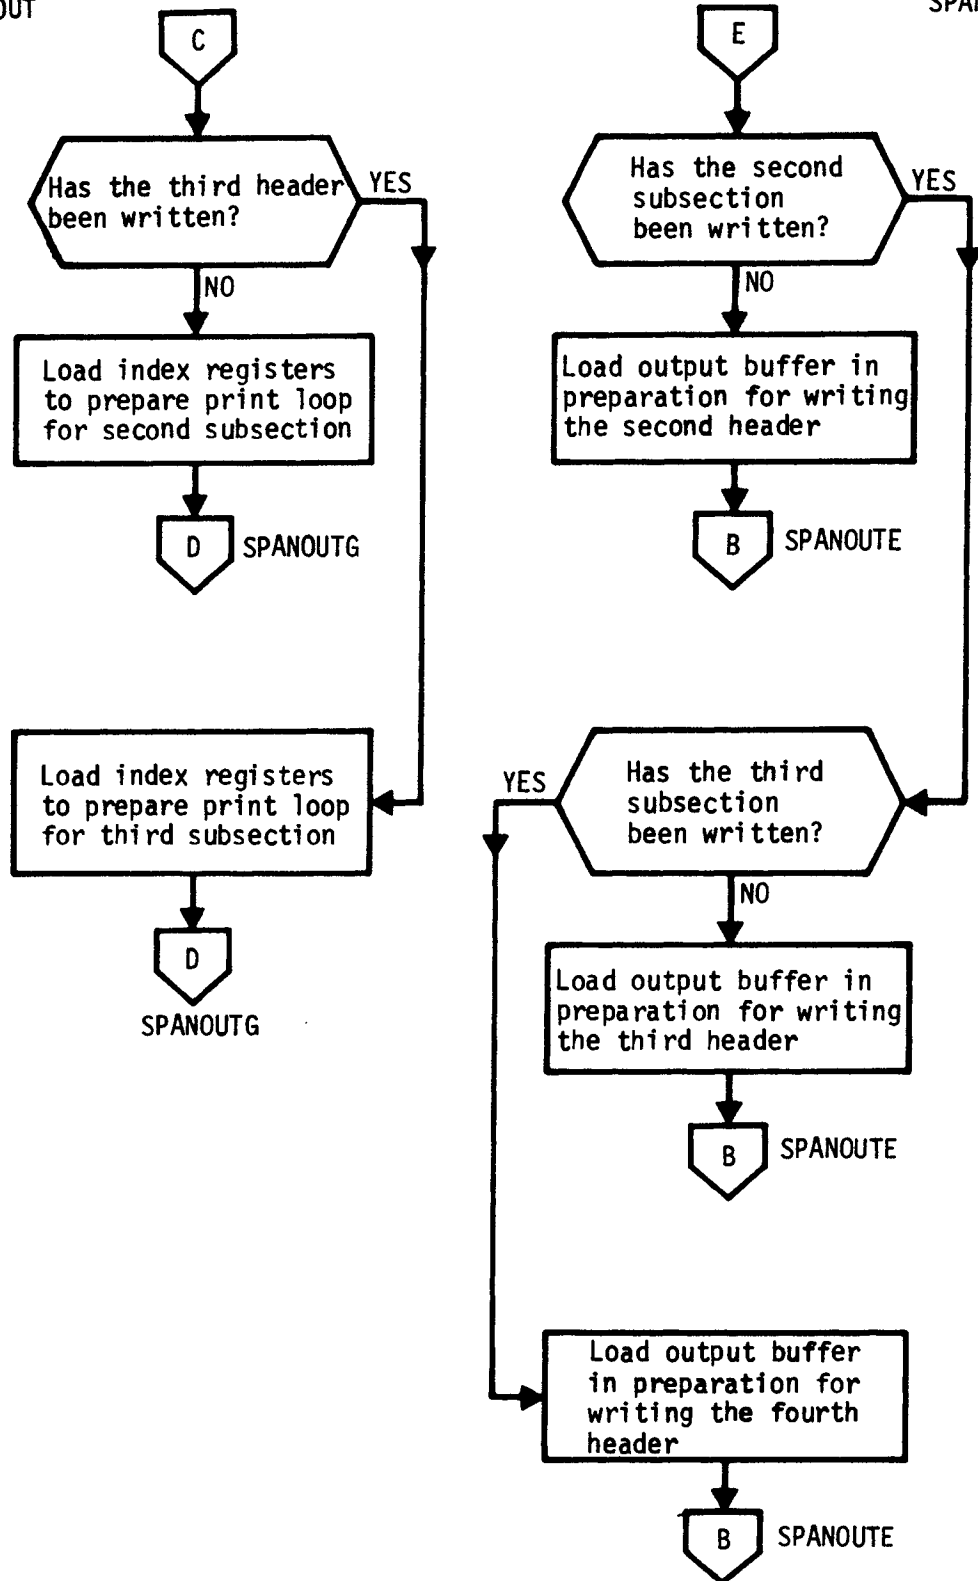 OUT
SPAN
C
Has the third header
been written?
YES
NO
Load index registers
to prepare print loop
for second subsection
D
SPANOUTG
Load index registers
to prepare print loop
for third subsection
D
SPANOUTG
E
Has the second
subsection
been written?
YES
NO
Load output buffer in
preparation for writing
the second header
B
SPANOUTE
Has the third
subsection
been written?
YES
NO
Load output buffer in
preparation for writing
the third header
B
SPANOUTE
Load output buffer
in preparation for
writing the fourth
header
B
SPANOUTE